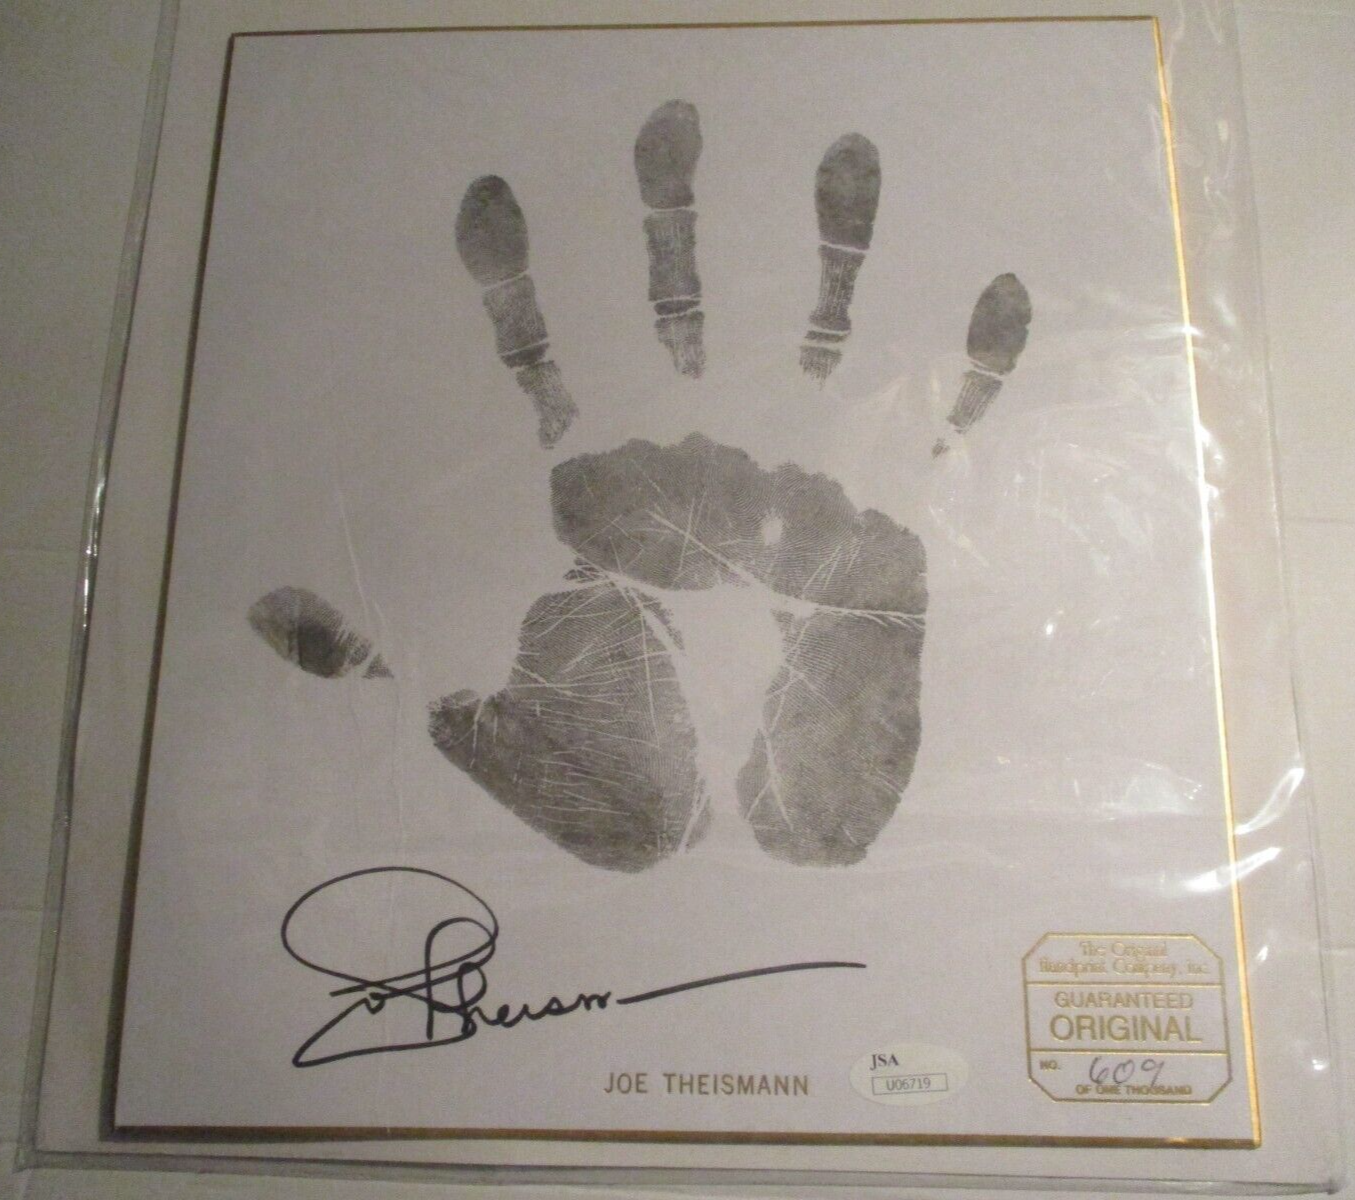 Joe Theismann
JOE THEISMANN
JSA
U06719
The Original
Handprint Company, Inc.
GUARANTEED
ORIGINAL
NO. 609
OF ONE THOUSAND